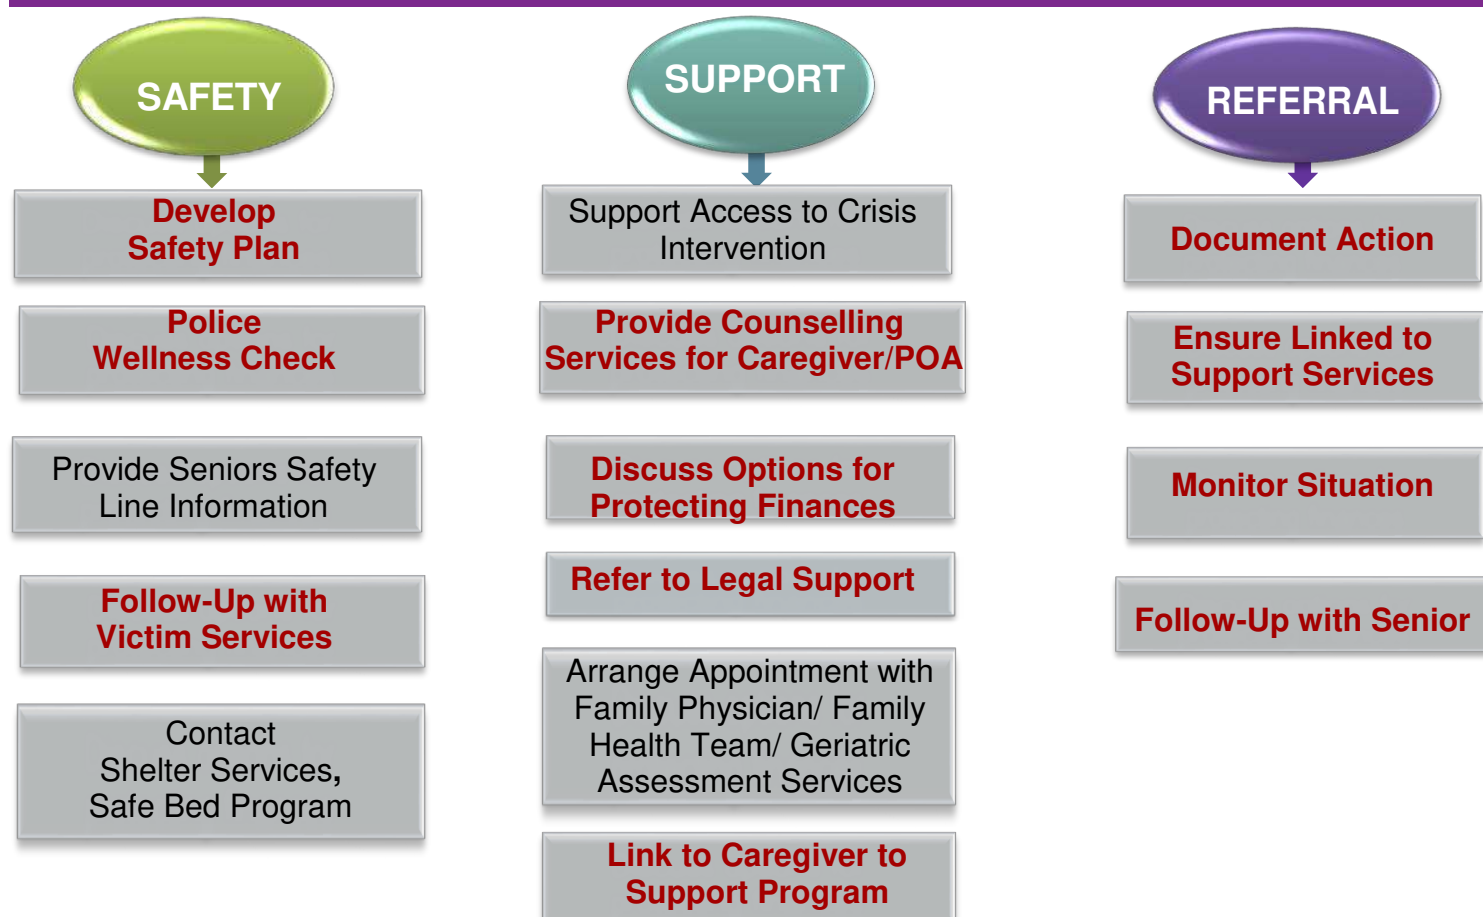 SAFETY
Develop
Safety Plan
Police
Wellness Check
Provide Seniors Safety
Line Information
Follow-Up with
Victim Services
Contact
Shelter Services,
Safe Bed Program
SUPPORT
Support Access to Crisis
Intervention
Provide Counselling
Services for Caregiver/POA
Discuss Options for
Protecting Finances
Refer to Legal Support
Arrange Appointment with
Family Physician/ Family
Health Team/ Geriatric
Assessment Services
Link to Caregiver to
Support Program
REFERRAL
Document Action
Ensure Linked to
Support Services
Monitor Situation
Follow-Up with Senior